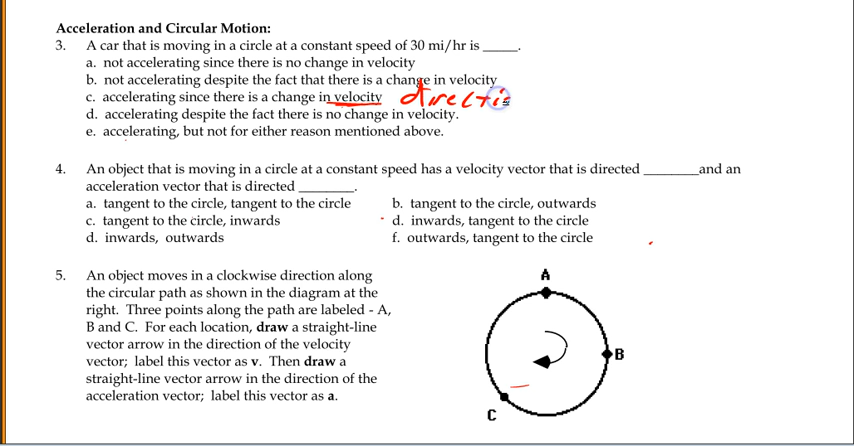 Acceleration and Circular Motion:
3. A car that is moving in a circle at a constant speed of 30 mi/hr is _____.
a. not accelerating since there is no change in velocity
b. not accelerating despite the fact that there is a change in velocity
c. accelerating since there is a change in velocity directi
d. accelerating despite the fact there is no change in velocity.
e. accelerating, but not for either reason mentioned above.
4. An object that is moving in a circle at a constant speed has a velocity vector that is directed ________and an
acceleration vector that is directed ________.
a. tangent to the circle, tangent to the circle b. tangent to the circle, outwards
c. tangent to the circle, inwards d. inwards, tangent to the circle
d. inwards, outwards f. outwards, tangent to the circle
5. An object moves in a clockwise direction along
the circular path as shown in the diagram at the
right. Three points along the path are labeled - A,
B and C. For each location, draw a straight-line
vector arrow in the direction of the velocity
vector; label this vector as v. Then draw a
straight-line vector arrow in the direction of the
acceleration vector; label this vector as a.
A
B
C